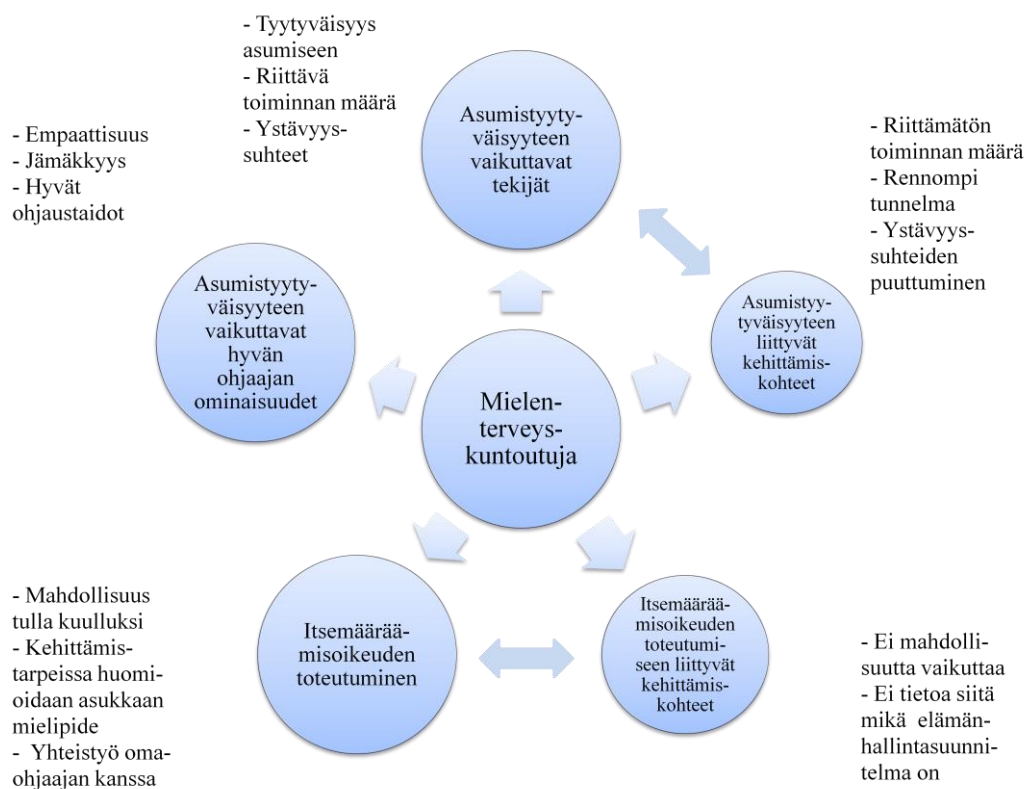 - Tyytyväisyys
asumiseen
- Riittävä
toiminnan määrä
- Ystävyys-
suhteet
Asumistyyty-
väisyyteen
vaikuttavat
tekijät
- Empaattisuus
- Jämäkkyys
- Hyvät
ohjaustaidot
- Riittämätön
toiminnan määrä
- Rennompi
tunnelma
- Ystävyys-
suhteiden
puuttuminen
Asumistyyty-
väisyyteen
vaikuttavat
hyvän
ohjaajan
ominaisuudet
Asumistyy-
tyväisyyteen
liittyvät
kehittämis-
kohteet
Mielen-
terveys-
kuntoutuja
- Mahdollisuus
tulla kuulluksi
- Kehittämis-
tarpeissa huomi-
oidaan asukkaan
mielipide
- Yhteistyö oma-
ohjaajan kanssa
Itsemäärää-
misoikeuden
toteutuminen
Itsemäärää-
misoikeuden
toteutumi-
seen liittyvät
kehittämis-
kohteet
- Ei mahdolli-
suutta vaikuttaa
- Ei tietoa siitä
mikä elämän-
hallintasuunni-
telma on